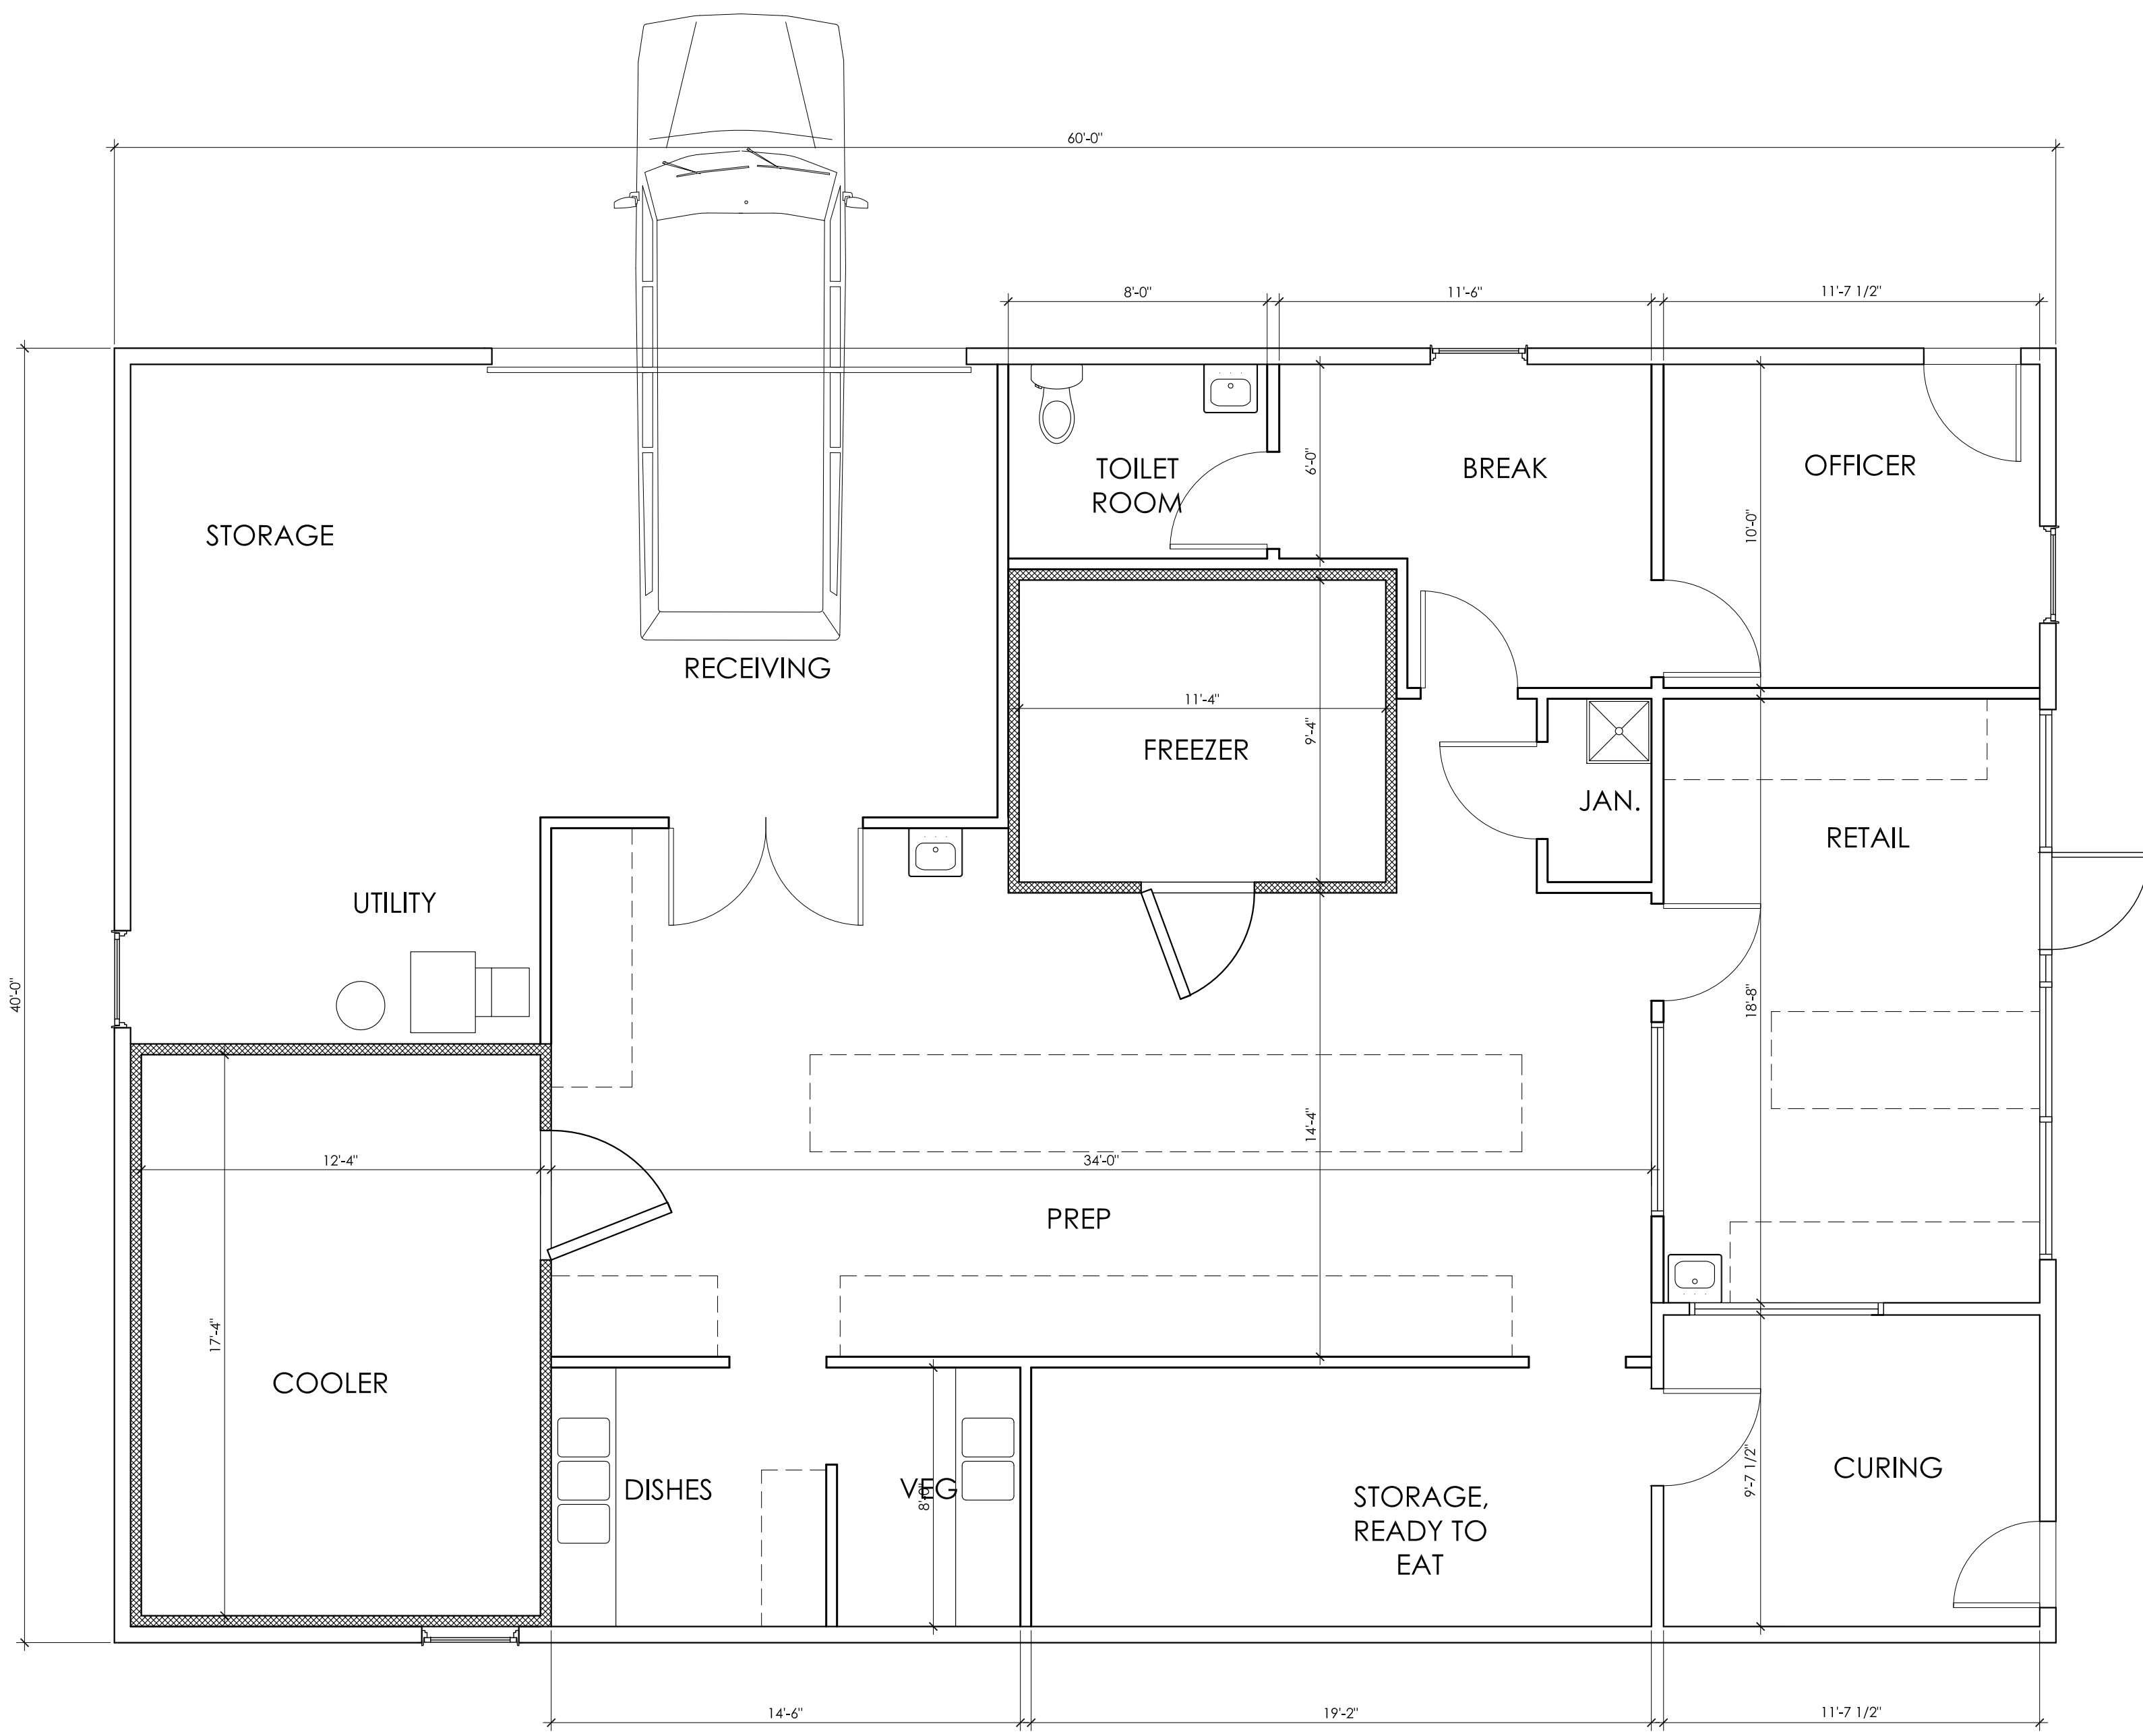 60'-0"
8'-0"
11'-6"
11'-7 1/2"
TOILET
ROOM
6'-0"
BREAK
OFFICER
STORAGE
10'-0"
RECEIVING
11'-4"
9'-4"
FREEZER
JAN.
RETAIL
UTILITY
40'-0"
18'-8"
14'-4"
12'-4"
34'-0"
PREP
17'-4"
COOLER
DISHES
VEG
8'-0"
STORAGE,
READY TO
EAT
9'-7 1/2"
CURING
14'-6"
19'-2"
11'-7 1/2"